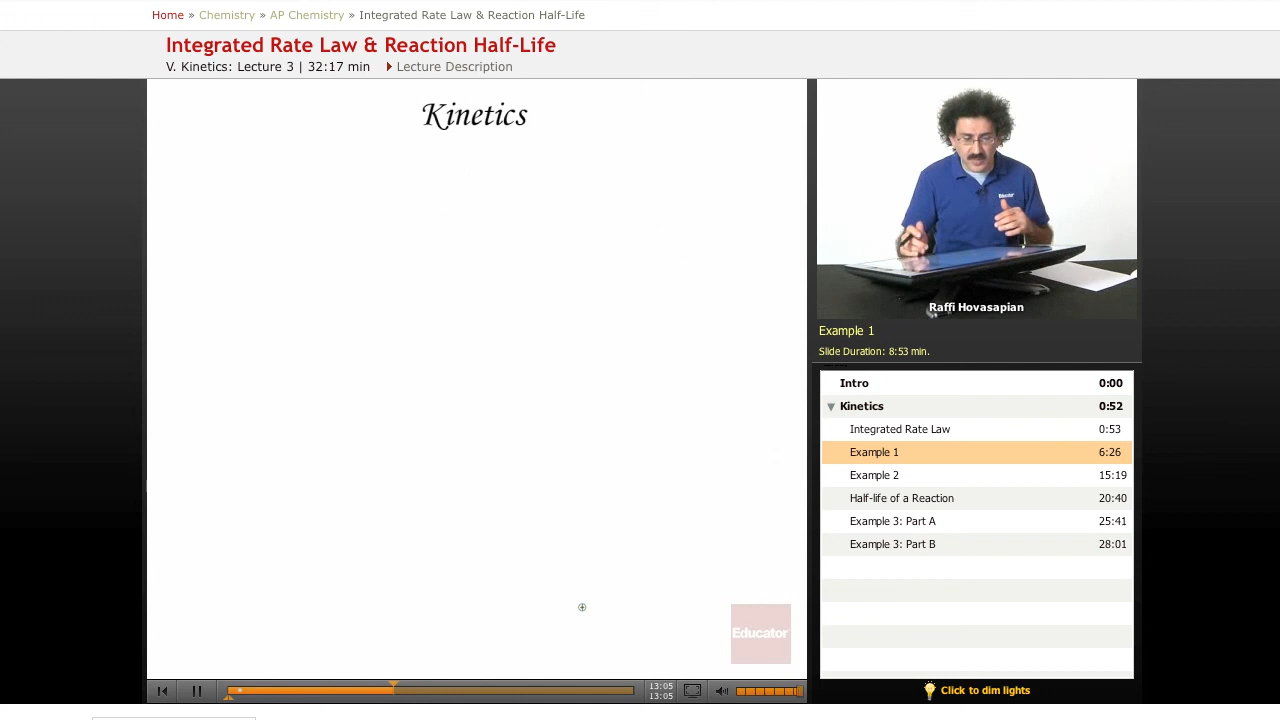 Home » Chemistry » AP Chemistry » Integrated Rate Law & Reaction Half-Life
Integrated Rate Law & Reaction Half-Life
V. Kinetics: Lecture 3 | 32:17 min Lecture Description
Kinetics
Educator
Raffi Hovasapian
Example 1
Slide Duration: 8:53 min.
Intro 0:00
Kinetics 0:52
Integrated Rate Law 0:53
Example 1 6:26
Example 2 15:19
Half-life of a Reaction 20:40
Example 3: Part A 25:41
Example 3: Part B 28:01
Educator
13:05
13:05
Click to dim lights